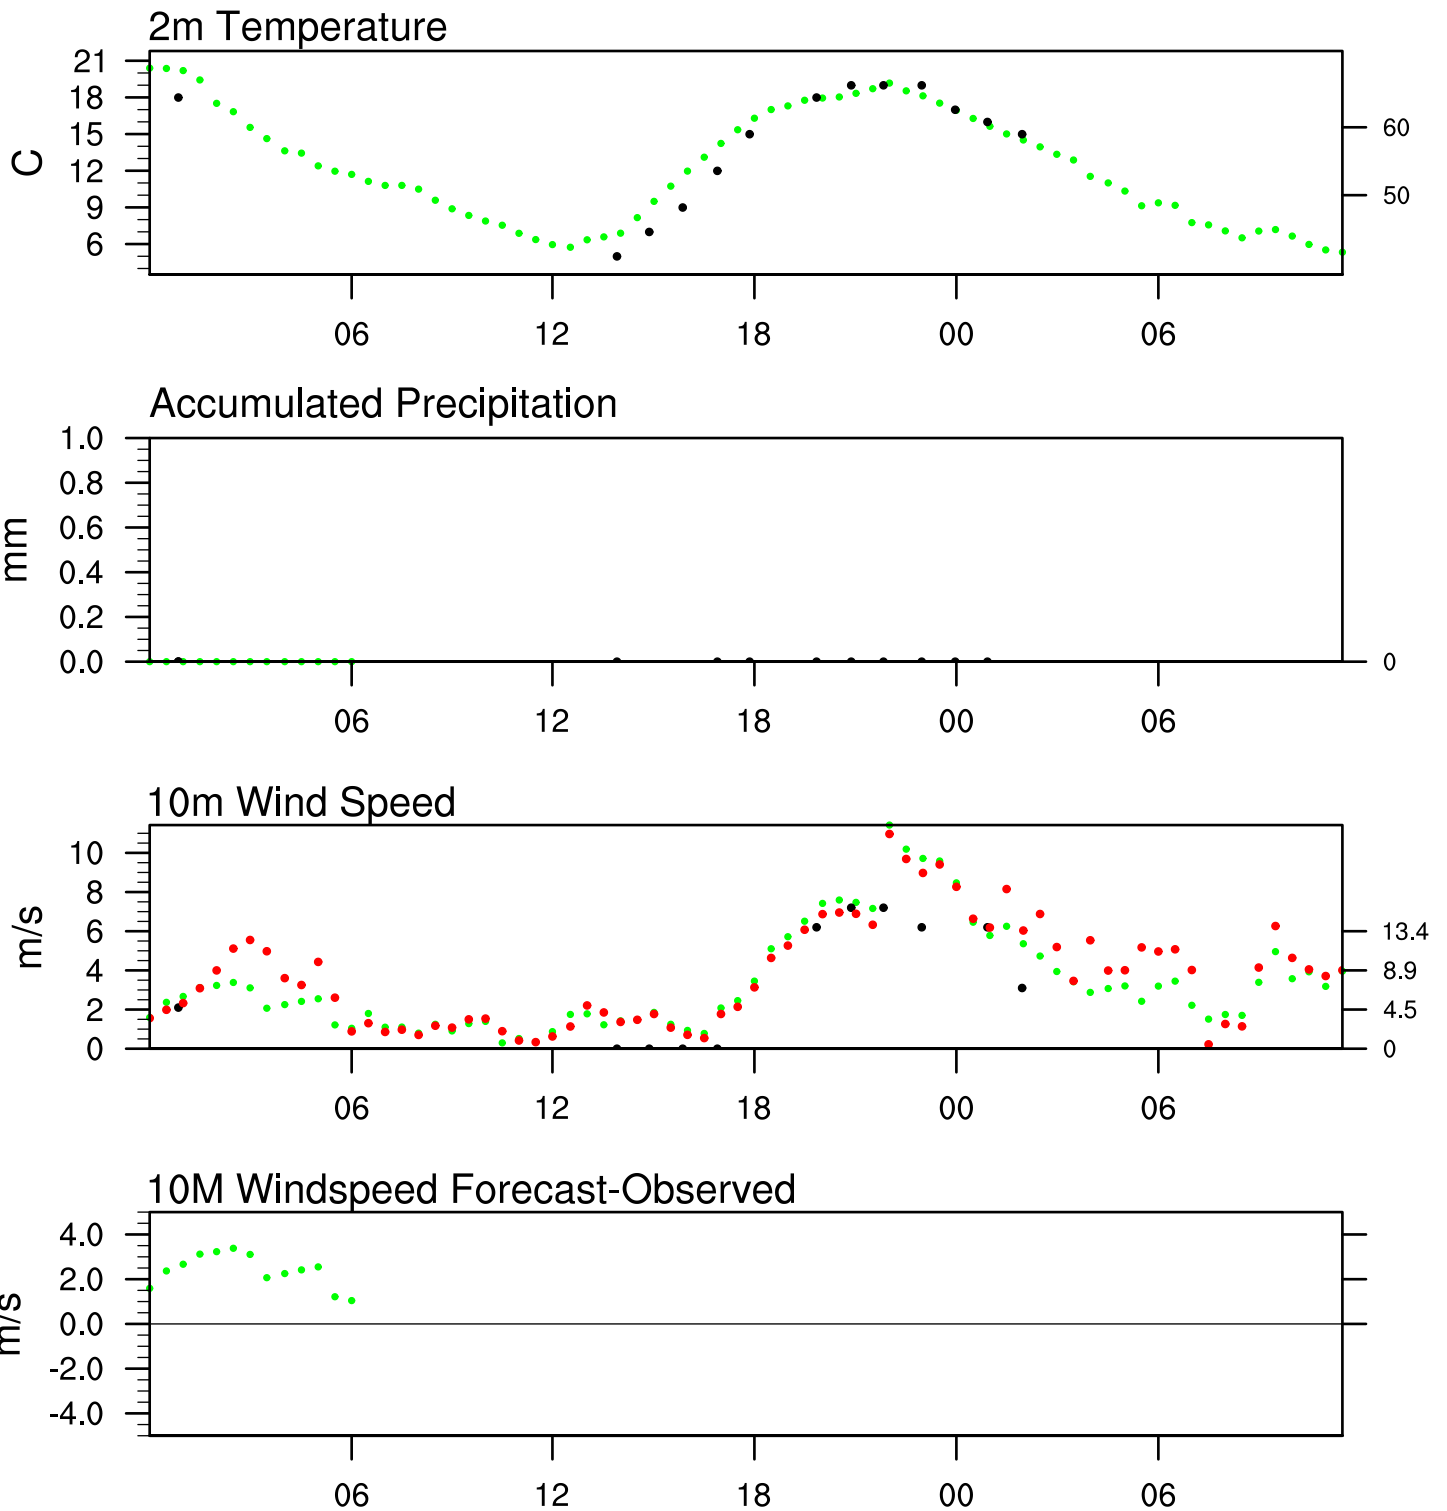 2m Temperature
21
18
15
12
9
6
C
60
50
06 12 18 00 06
Accumulated Precipitation
1.0
0.8
0.6
0.4
0.2
0.0
mm
0
06 12 18 00 06
10m Wind Speed
10
8
6
4
2
0
m/s
13.4
8.9
4.5
0
06 12 18 00 06
10M Windspeed Forecast-Observed
4.0
2.0
0.0
-2.0
-4.0
m/s
06 12 18 00 06